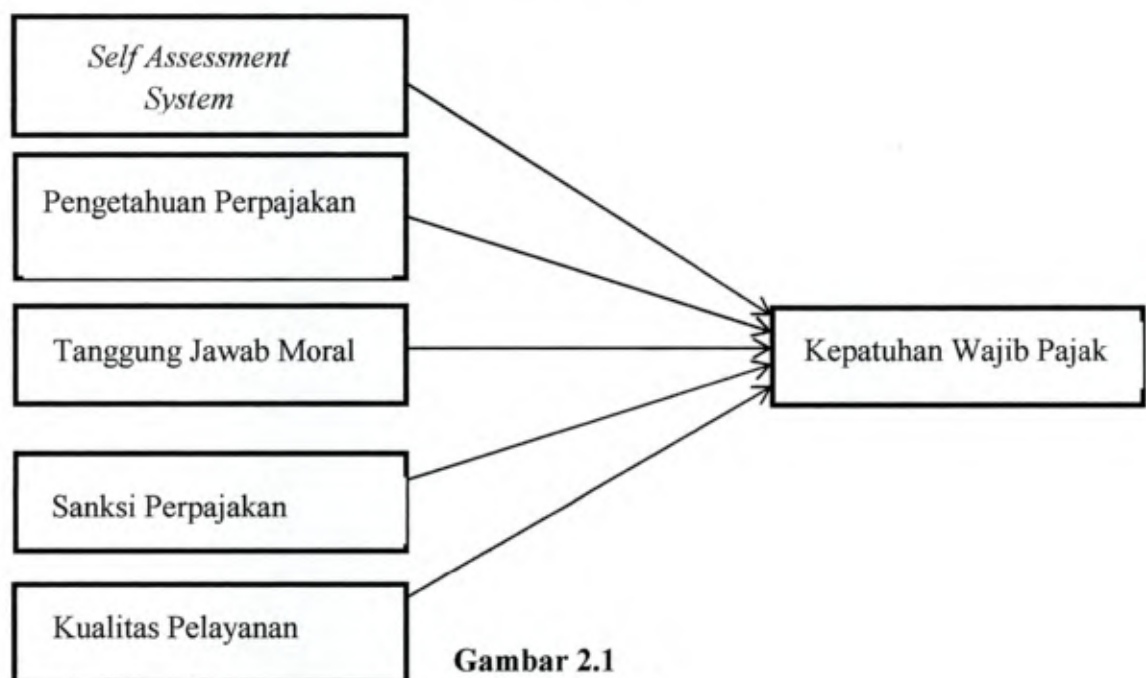 Self Assessment
System
Pengetahuan Perpajakan
Tanggung Jawab Moral
Kepatuhan Wajib Pajak
Sanksi Perpajakan
Kualitas Pelayanan
Gambar 2.1